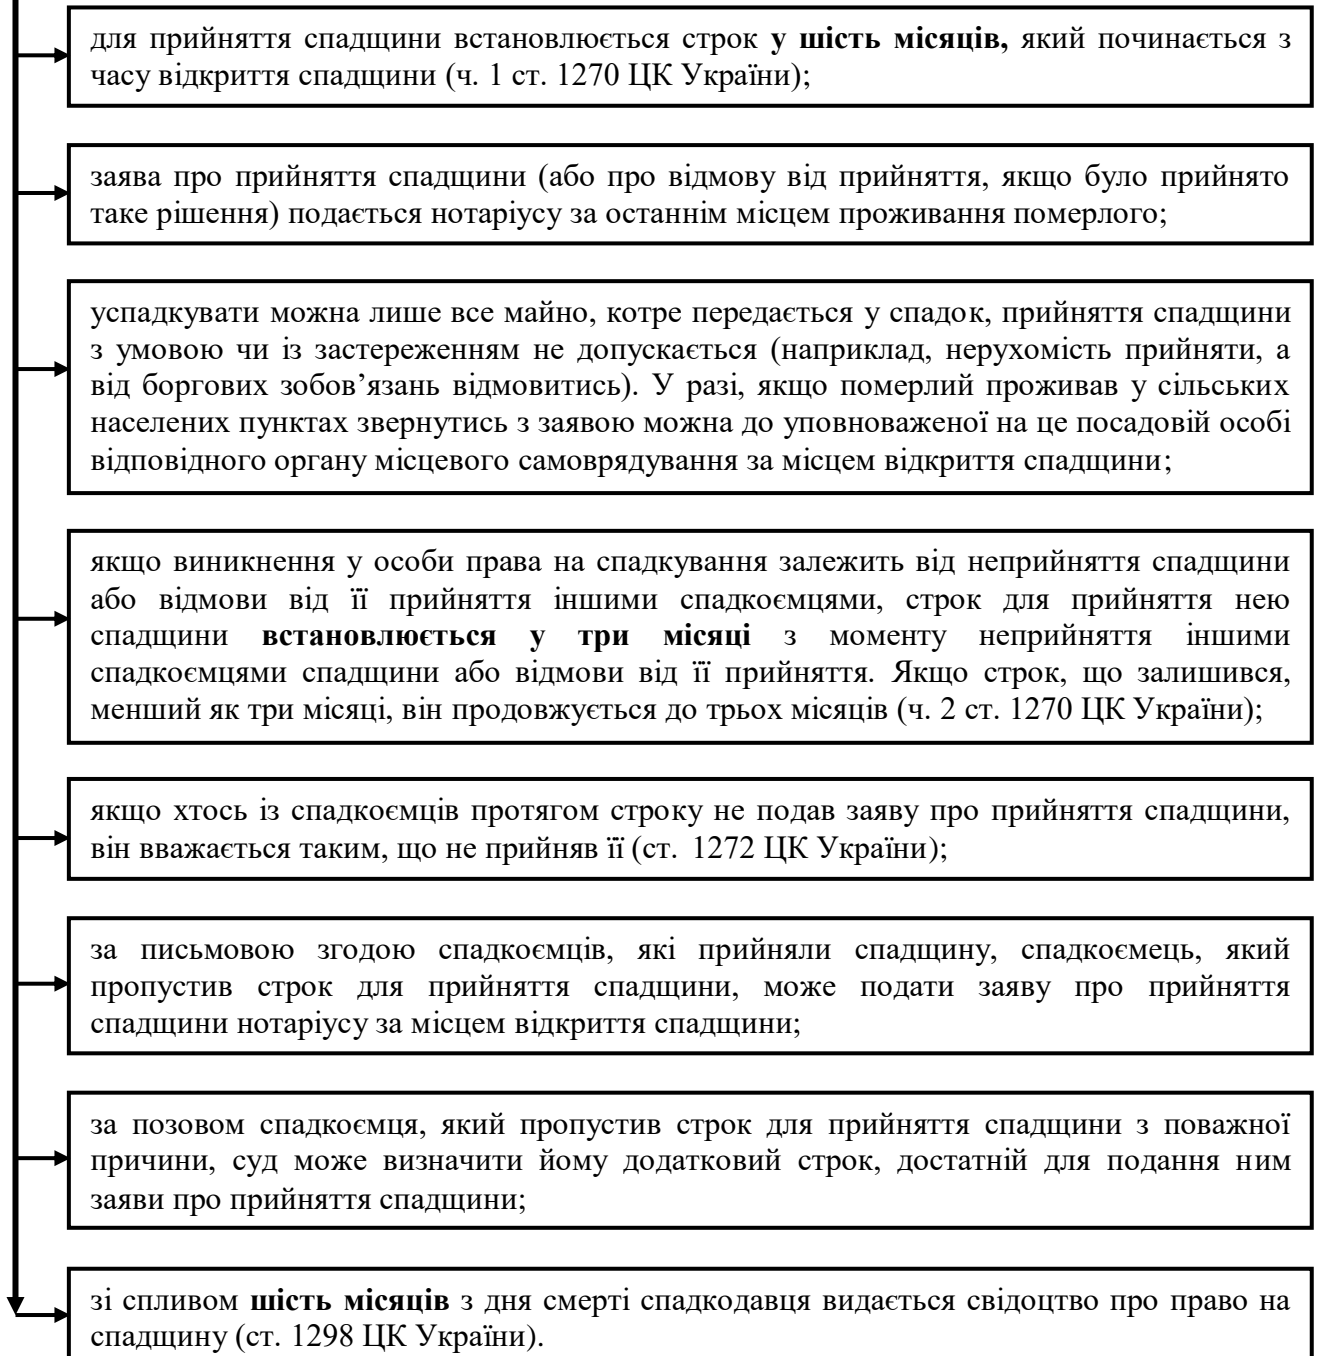 для прийняття спадщини встановлюється строк у шість місяців, який починається з
часу відкриття спадщини (ч. 1 ст. 1270 ЦК України);
заява про прийняття спадщини (або про відмову від прийняття, якщо було прийнято
таке рішення) подається нотаріусу за останнім місцем проживання померлого;
успадкувати можна лише все майно, котре передається у спадок, прийняття спадщини
з умовою чи із застереженням не допускається (наприклад, нерухомість прийняти, а
від боргових зобов’язань відмовитись). У разі, якщо померлий проживав у сільських
населених пунктах звернутись з заявою можна до уповноваженої на це посадовій особі
відповідного органу місцевого самоврядування за місцем відкриття спадщини;
якщо виникнення у особи права на спадкування залежить від неприйняття спадщини
або відмови від її прийняття іншими спадкоємцями, строк для прийняття нею
спадщини встановлюється у три місяці з моменту неприйняття іншими
спадкоємцями спадщини або відмови від її прийняття. Якщо строк, що залишився,
менший як три місяці, він продовжується до трьох місяців (ч. 2 ст. 1270 ЦК України);
якщо хтось із спадкоємців протягом строку не подав заяву про прийняття спадщини,
він вважається таким, що не прийняв її (ст. 1272 ЦК України);
за письмовою згодою спадкоємців, які прийняли спадщину, спадкоємець, який
пропустив строк для прийняття спадщини, може подати заяву про прийняття
спадщини нотаріусу за місцем відкриття спадщини;
за позовом спадкоємця, який пропустив строк для прийняття спадщини з поважної
причини, суд може визначити йому додатковий строк, достатній для подання ним
заяви про прийняття спадщини;
зі спливом шість місяців з дня смерті спадкодавця видається свідоцтво про право на
спадщину (ст. 1298 ЦК України).